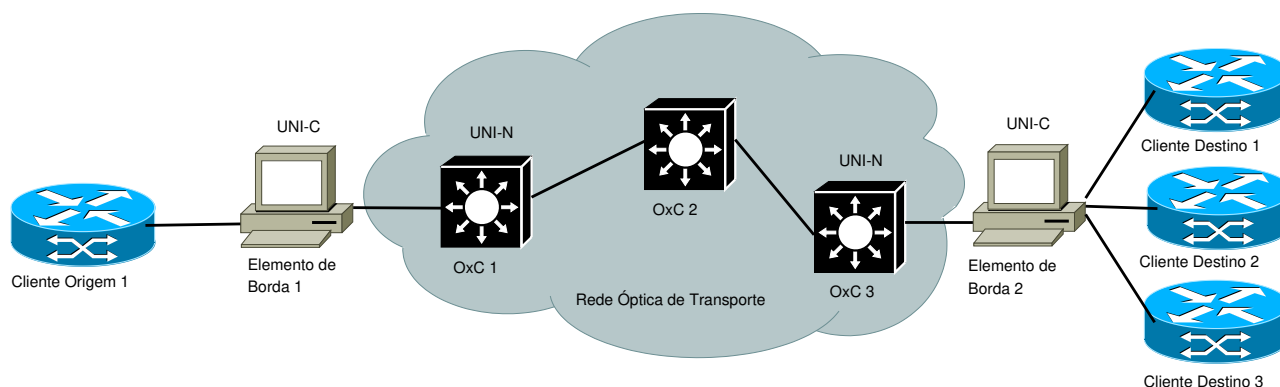 UNI-C
UNI-N
UNI-N
UNI-C
Cliente Origem 1
Elemento de
Borda 1
OxC 1
OxC 2
OxC 3
Rede Óptica de Transporte
Elemento de
Borda 2
Cliente Destino 1
Cliente Destino 2
Cliente Destino 3